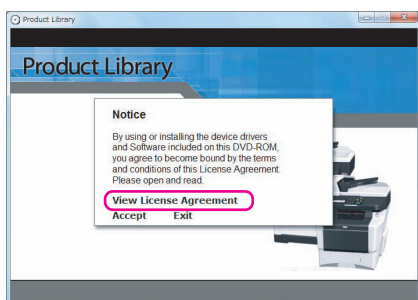 Product Library
Product Library
Notice
By using or installing the device drivers
and Software included on this DVD-ROM,
you agree to become bound by the terms
and conditions of this License Agreement.
Please open and read.
View License Agreement
Accept Exit